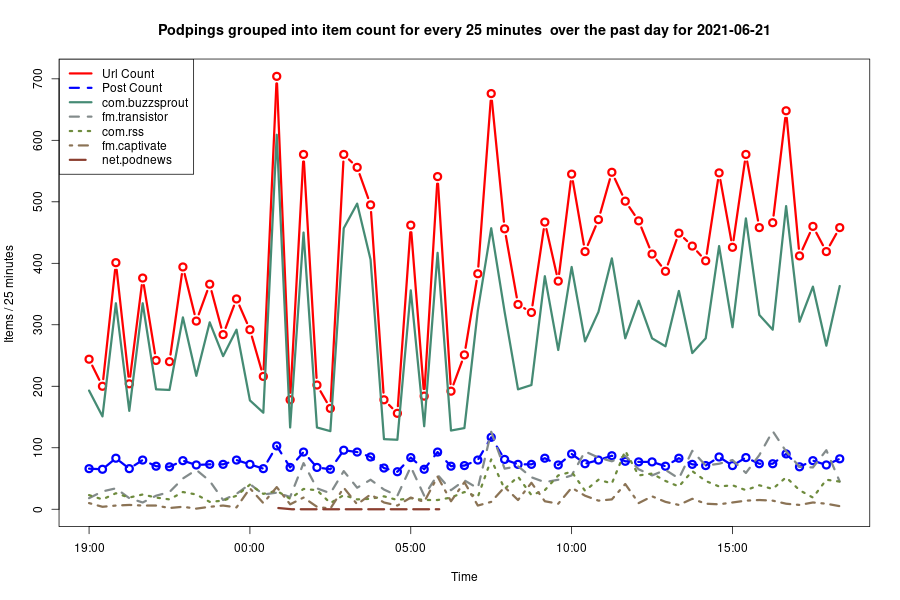 Podpings grouped into item count for every 25 minutes  over the past day for 2021-06-21
Url Count
Post Count
com.buzzsprout
fm.transistor
com.rss
fm.captivate
net.podnews
Items / 25 minutes
700
600
500
400
300
200
100
0
19:00 00:00 05:00 10:00 15:00
Time